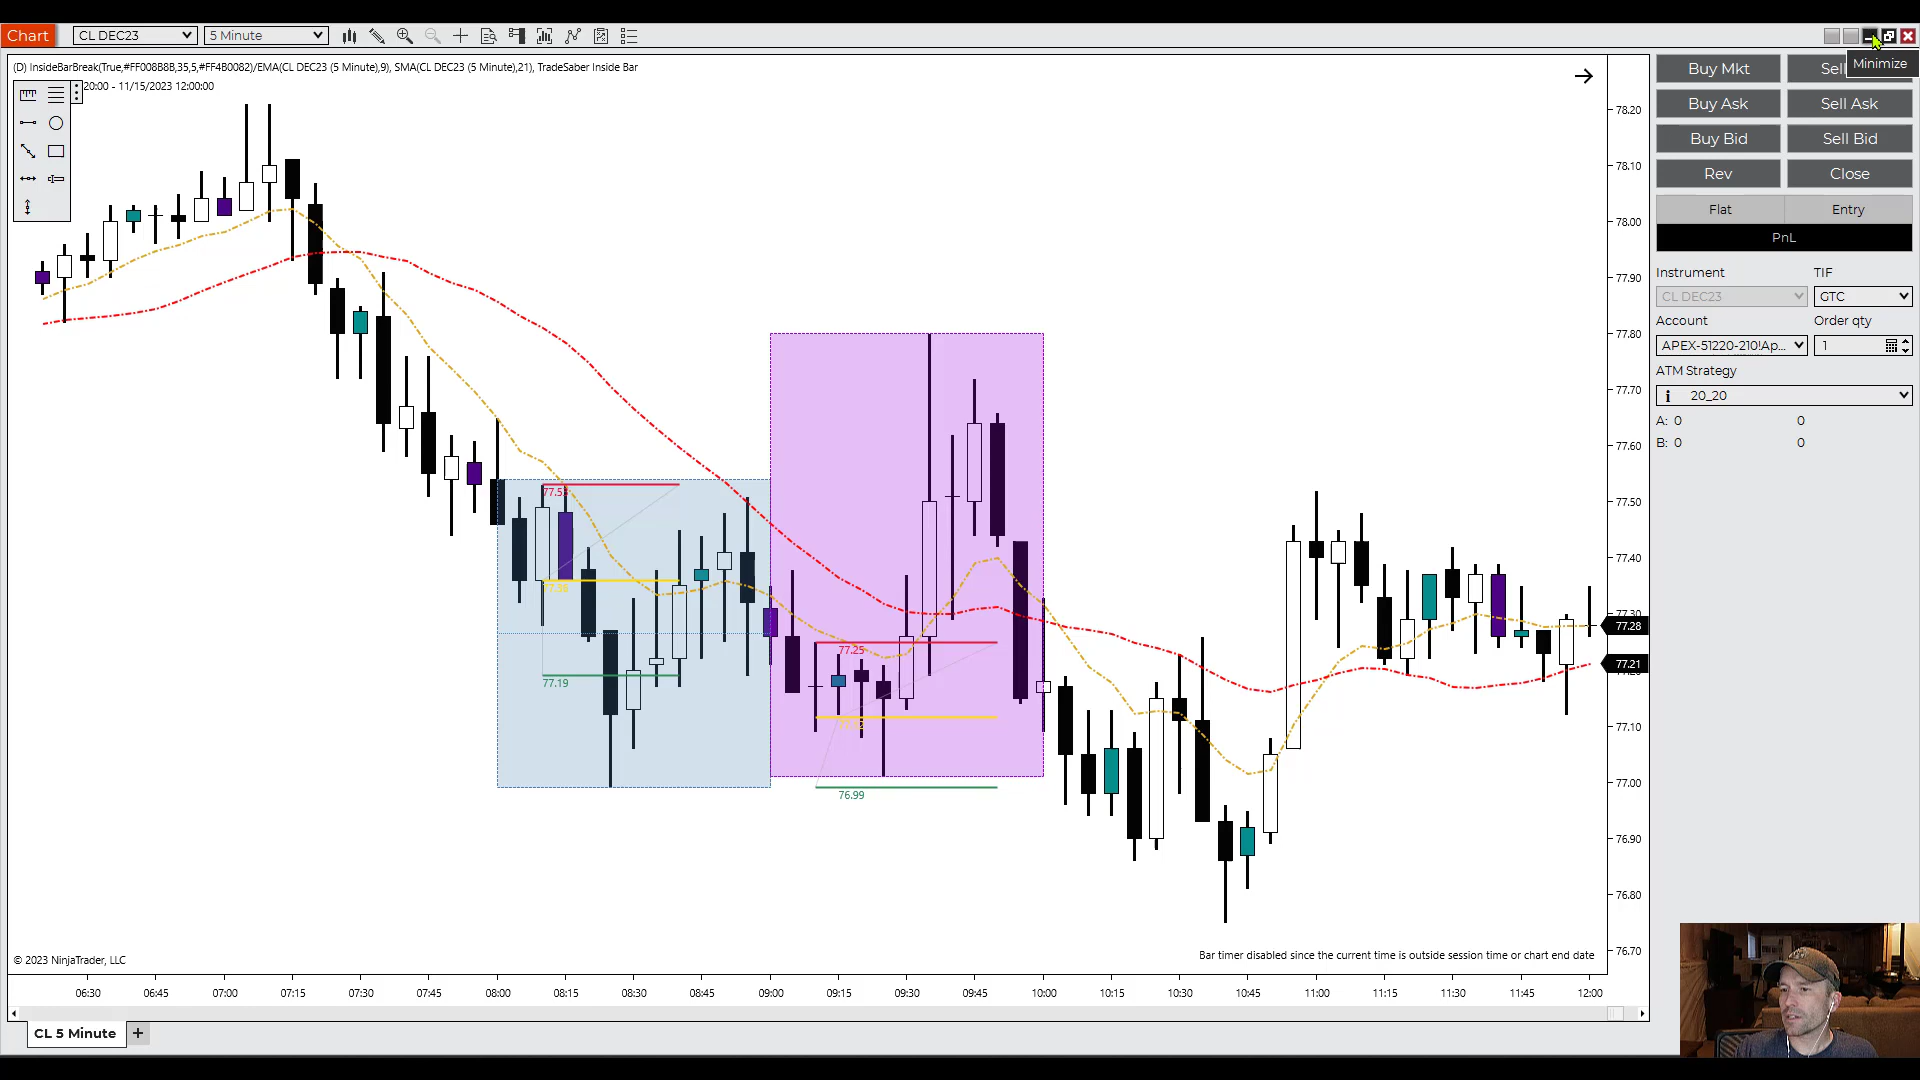 Chart
CL DEC23
5 Minute
Minimize
(D) InsideBarBreak(True,#FF008B8B,35,5,#FF4B0082)/EMA(CL DEC23 (5 Minute),9), SMA(CL DEC23 (5 Minute),21), TradeSaber Inside Bar
20:00 - 11/15/2023 12:00:00
Buy Mkt
Sell
Buy Ask
Sell Ask
Buy Bid
Sell Bid
Rev
Close
Flat
Entry
PnL
Instrument
TIF
CL DEC23
GTC
Account
Order qty
APEX-51220-210!Ap...
1
ATM Strategy
i 20_20
A: 0 0
B: 0 0
78.20
78.10
78.00
77.90
77.80
77.70
77.60
77.50
77.40
77.30
77.28
77.21
77.10
77.00
76.90
76.80
76.70
77.36
77.19
77.25
76.99
© 2023 NinjaTrader, LLC
Bar timer disabled since the current time is outside session time or chart end date
06:30 06:45 07:00 07:15 07:30 07:45 08:00 08:15 08:30 08:45 09:00 09:15 09:30 09:45 10:00 10:15 10:30 10:45 11:00 11:15 11:30 11:45 12:00
CL 5 Minute
+